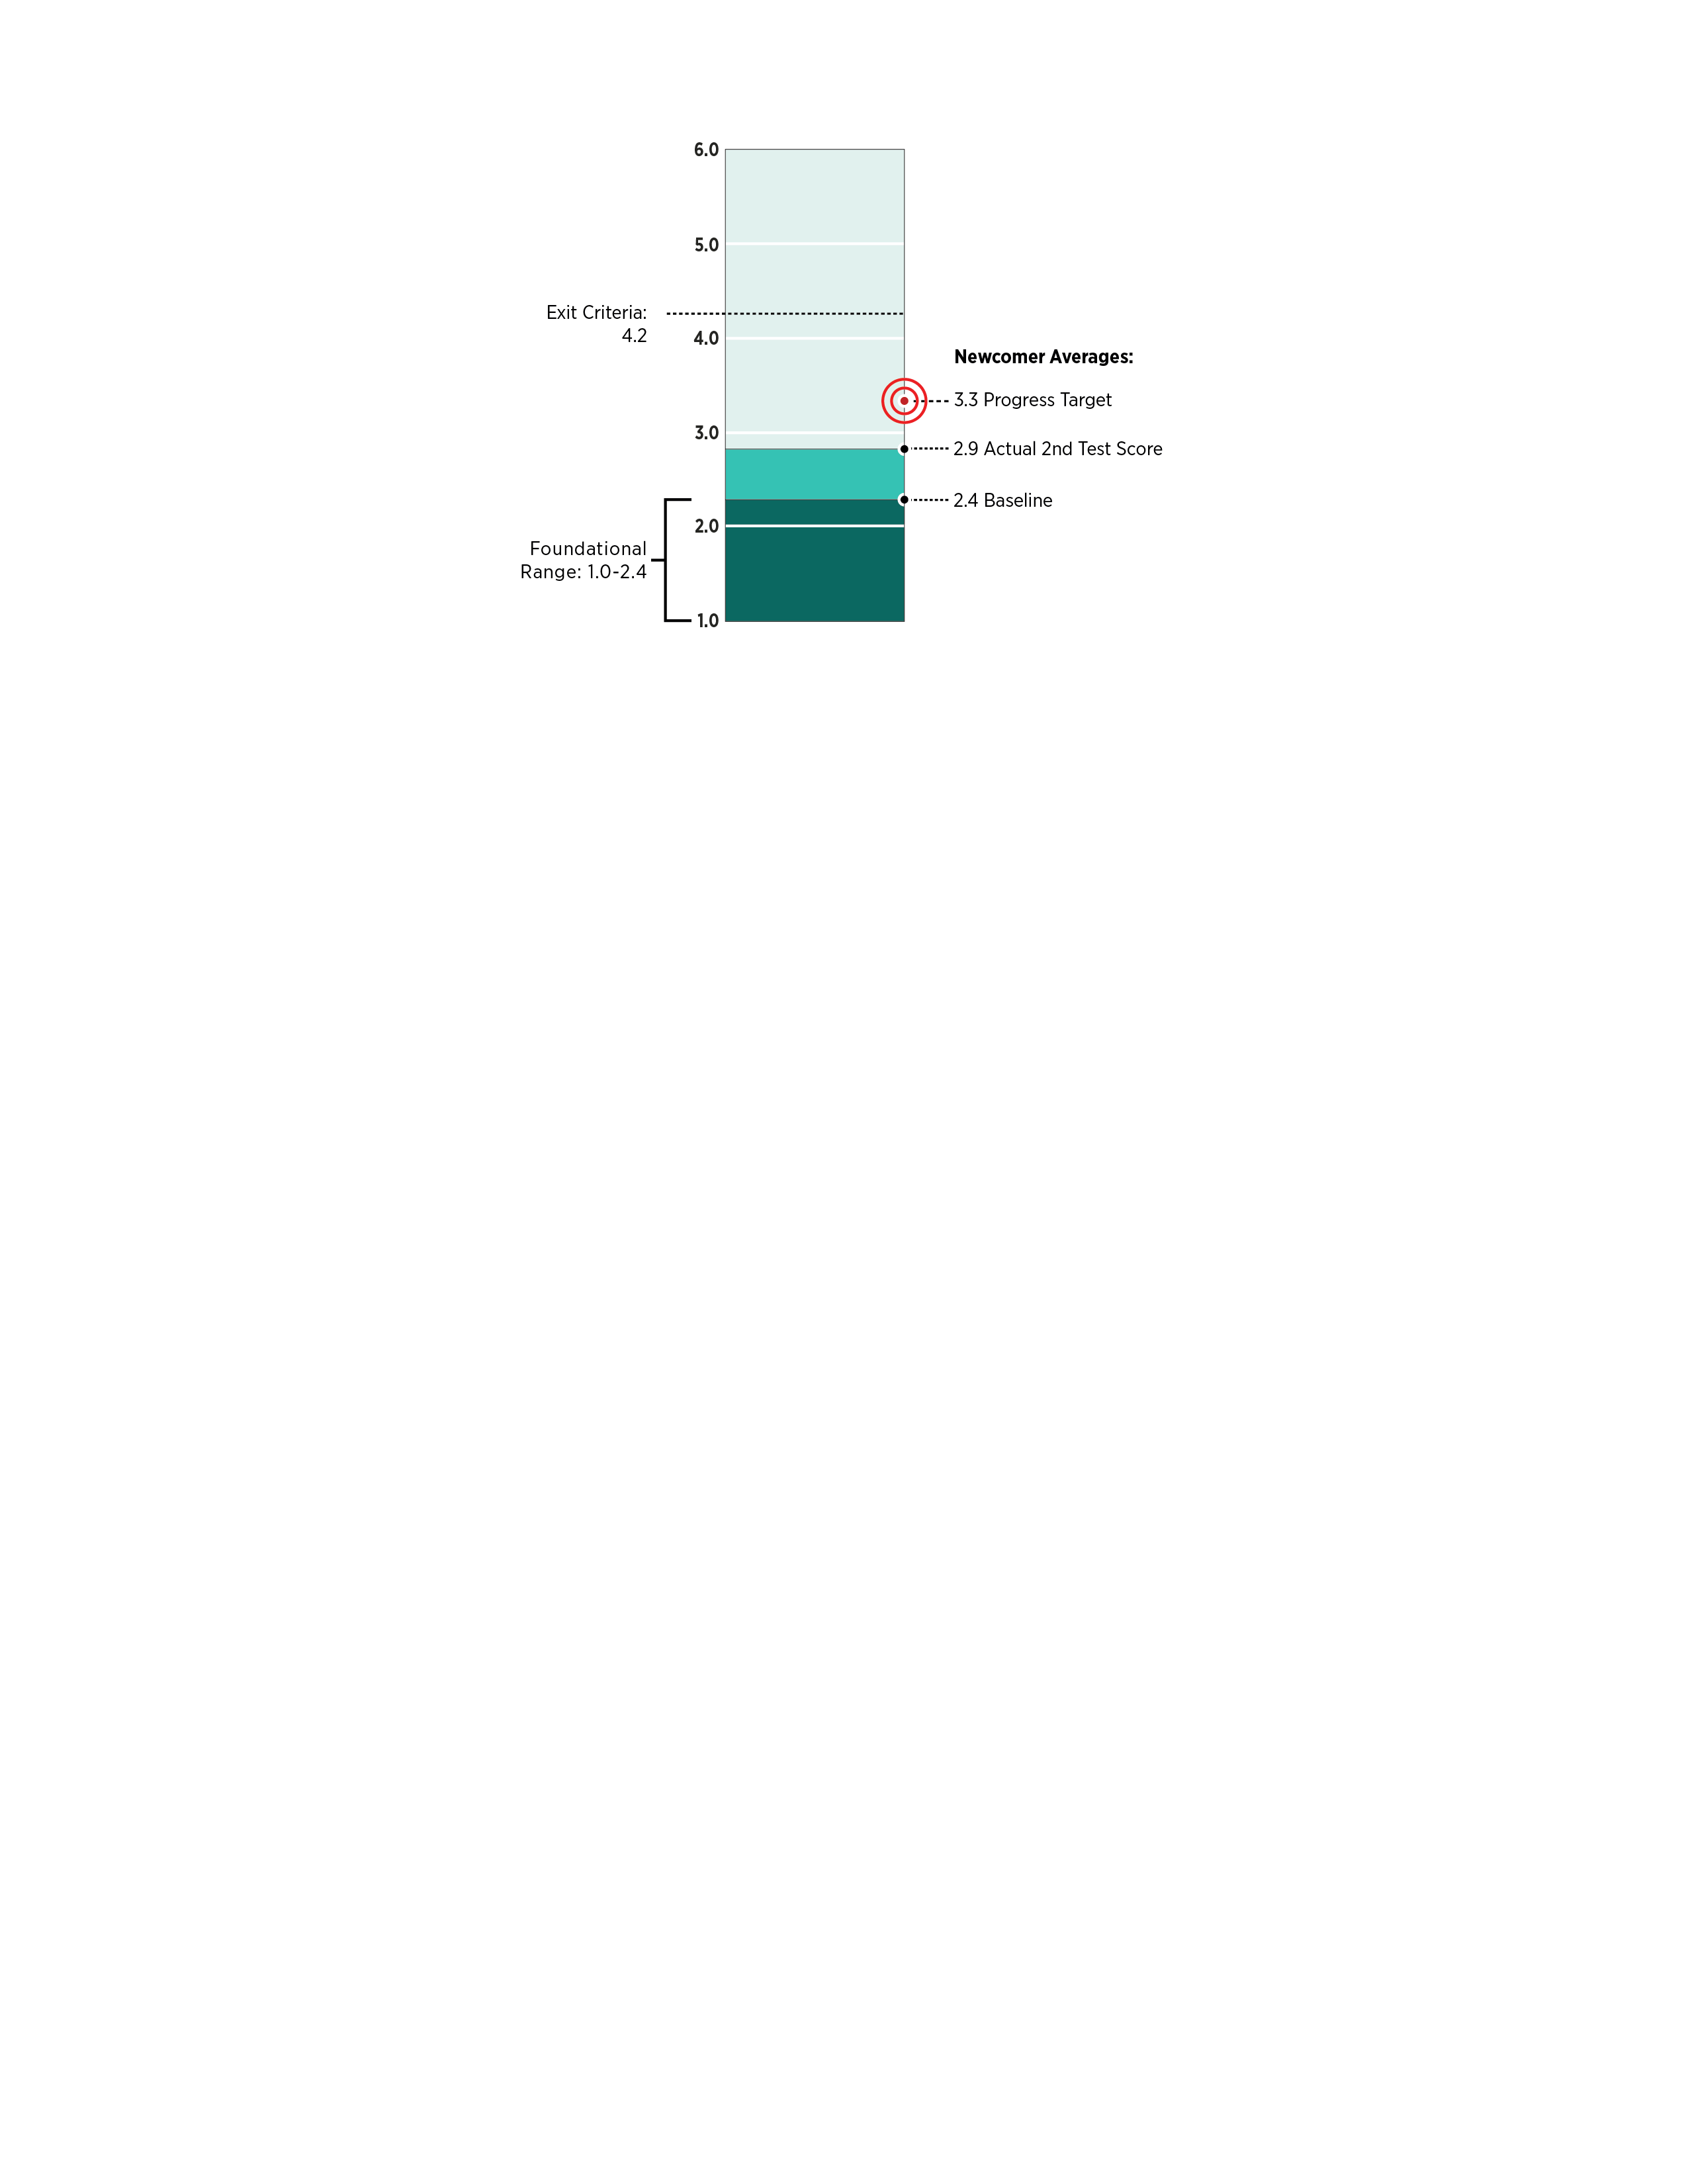 6.0
5.0
Exit Criteria:
4.2
4.0
Newcomer Averages:
3.3 Progress Target
3.0
2.9 Actual 2nd Test Score
2.4 Baseline
2.0
Foundational
Range: 1.0-2.4
1.0